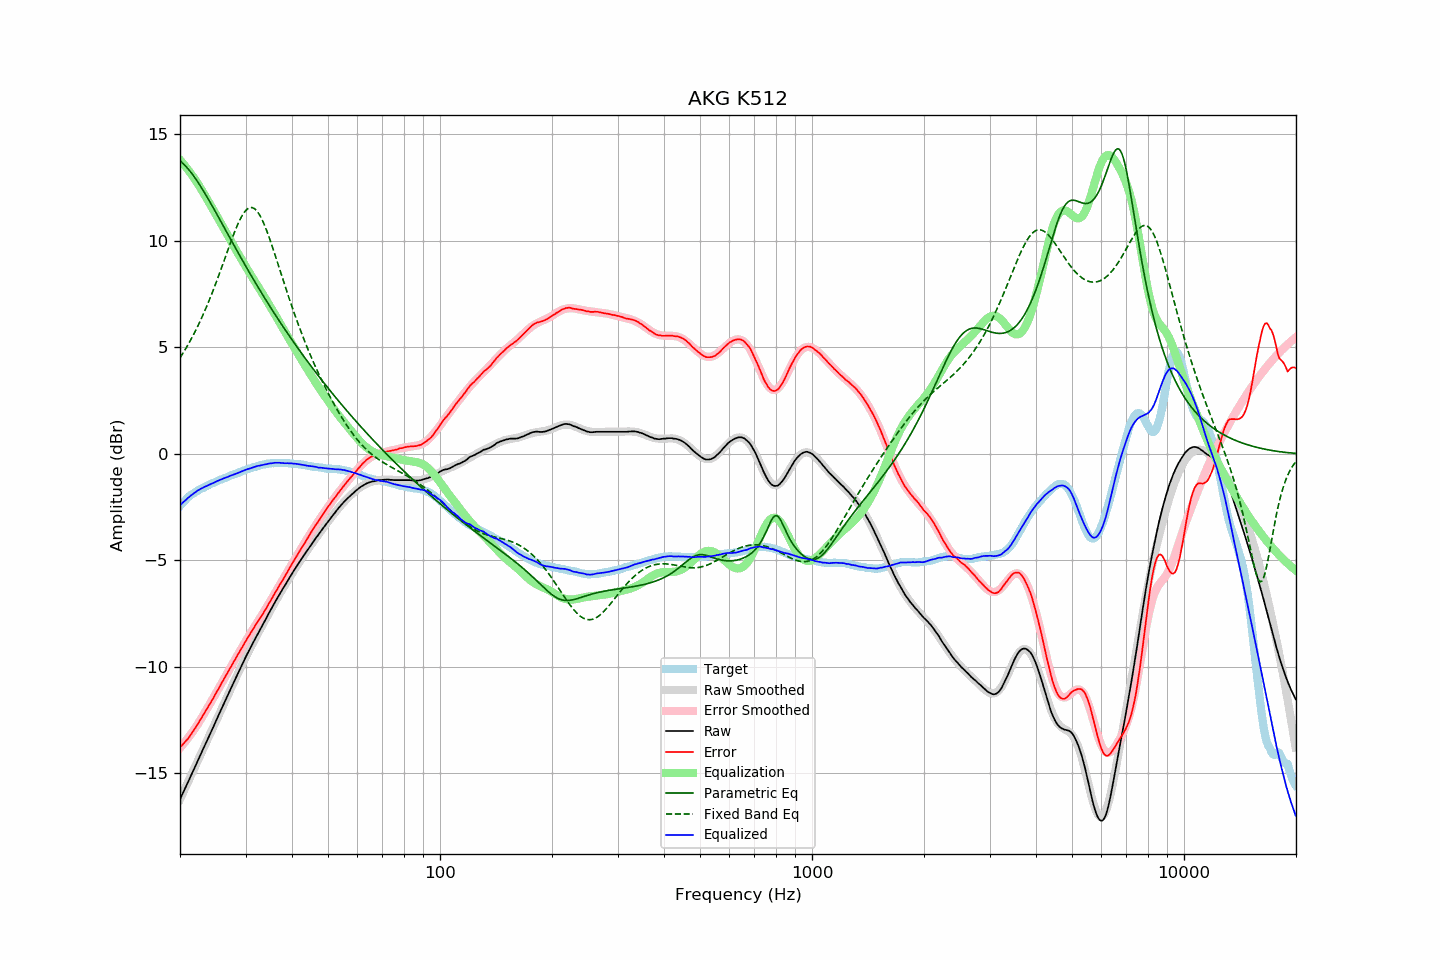 AKG K512
15
10
5
0
−5
−10
−15
Amplitude (dBr)
Target
Raw Smoothed
Error Smoothed
Raw
Error
Equalization
Parametric Eq
Fixed Band Eq
Equalized
100
1000
10000
Frequency (Hz)